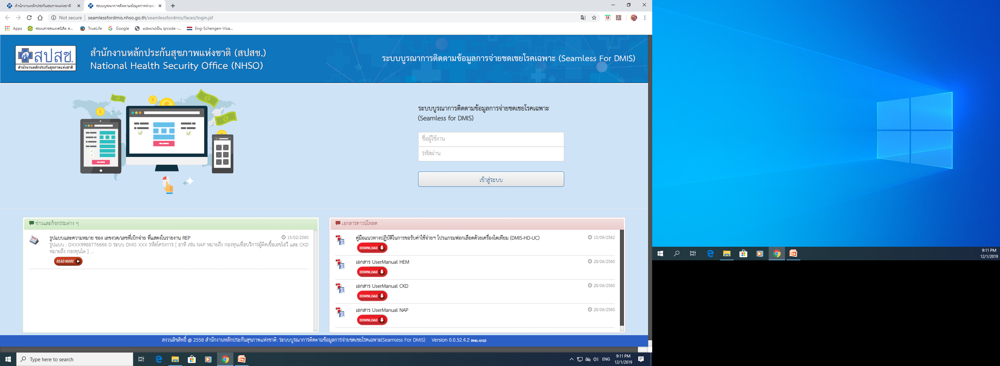 สำนักงานหลักประกันสุขภาพแห่งชาติ
ระบบบูรณาการติดตามข้อมูลการจ่ายชด
Not secure
seamlessfordmis.nhso.go.th/seamlessfordmis/faces/login.jsf
Apps
ระบบสารสนเทศนิสิต ส...
TrueLife
Google
แปลงเวปเป็น qrcode -...
Eng-Schengen-Visa...
สปสช.
สำนักงานหลักประกันสุขภาพแห่งชาติ
สำนักงานหลักประกันสุขภาพแห่งชาติ (สปสช.)
National Health Security Office (NHSO)
ระบบบูรณาการติดตามข้อมูลการจ่ายชดเชยโรคเฉพาะ (Seamless For DMIS)
ระบบบูรณาการติดตามข้อมูลการจ่ายชดเชยโรคเฉพาะ
(Seamless for DMIS)
ชื่อผู้ใช้งาน
รหัสผ่าน
เข้าสู่ระบบ
ข่าวและกิจกรรมต่าง ๆ
รูปแบบและความหมาย ของ เลขงวด/เลขที่เบิกจ่าย ที่แสดงในรายงาน REP
15/02/2560
รูปแบบ : DXXX9988776666 D ระบบ DMIS XXX รหัสโครงการ [ อาทิ เช่น NAP หมายถึง กองทุนเพื่อบริการผู้ติดเชื้อเอชไอวี และ CKD
หมายถึง กองทุนไต ] ...
READ MORE
เอกสารดาวน์โหลด
คู่มือแนวทางปฏิบัติในการขอรับค่าใช้จ่ายฯ โปรแกรมฟอกเลือดด้วยเครื่องไตเทียม (DMIS-HD-UC)
10/09/2562
DOWNLOAD
เอกสาร UserManual HEM
28/06/2560
DOWNLOAD
เอกสาร UserManual CKD
28/06/2560
DOWNLOAD
เอกสาร UserManual NAP
28/06/2560
DOWNLOAD
สงวนลิขสิทธิ์ @ 2558 สำนักงานหลักประกันสุขภาพแห่งชาติ: ระบบบูรณาการติดตามข้อมูลการจ่ายชดเชยโรคเฉพาะ(Seamless For DMIS) Version 0.0.52.4.2 (RHEL-GF22)
Type here to search
ENG
9:11 PM
12/1/2019
9:11 PM
12/1/2019